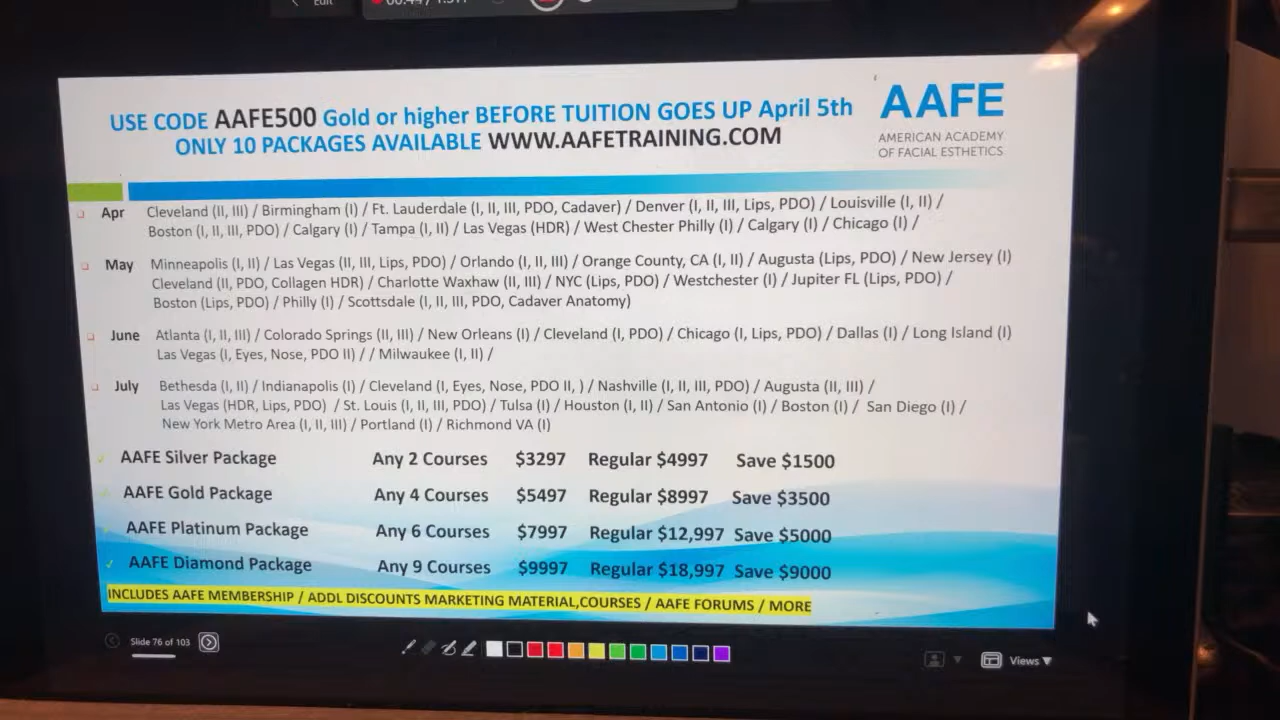 Edit
USE CODE AAFE500 Gold or higher BEFORE TUITION GOES UP April 5th
ONLY 10 PACKAGES AVAILABLE WWW.AAFETRAINING.COM
AAFE
AMERICAN ACADEMY
OF FACIAL ESTHETICS
Apr Cleveland (II, III) / Birmingham (I) / Ft. Lauderdale (I, II, III, PDO, Cadaver) / Denver (I, II, III, Lips, PDO) / Louisville (I, II) /
Boston (I, II, III, PDO) / Calgary (I) / Tampa (I, II) / Las Vegas (HDR) / West Chester Philly (I) / Calgary (I) / Chicago (I) /
May Minneapolis (I, II) / Las Vegas (II, III, Lips, PDO) / Orlando (I, II, III) / Orange County, CA (I, II) / Augusta (Lips, PDO) / New Jersey (I)
Cleveland (II, PDO, Collagen HDR) / Charlotte Waxhaw (II, III) / NYC (Lips, PDO) / Westchester (I) / Jupiter FL (Lips, PDO) /
Boston (Lips, PDO) / Philly (I) / Scottsdale (I, II, III, PDO, Cadaver Anatomy)
June Atlanta (I, II, III) / Colorado Springs (II, III) / New Orleans (I) / Cleveland (I, PDO) / Chicago (I, Lips, PDO) / Dallas (I) / Long Island (I)
Las Vegas (I, Eyes, Nose, PDO II) / / Milwaukee (I, II) /
July Bethesda (I, II) / Indianapolis (I) / Cleveland (I, Eyes, Nose, PDO II, ) / Nashville (I, II, III, PDO) / Augusta (II, III) /
Las Vegas (HDR, Lips, PDO) / St. Louis (I, II, III, PDO) / Tulsa (I) / Houston (I, II) / San Antonio (I) / Boston (I) / San Diego (I) /
New York Metro Area (I, II, III) / Portland (I) / Richmond VA (I)
AAFE Silver Package Any 2 Courses $3297 Regular $4997 Save $1500
AAFE Gold Package Any 4 Courses $5497 Regular $8997 Save $3500
AAFE Platinum Package Any 6 Courses $7997 Regular $12,997 Save $5000
AAFE Diamond Package Any 9 Courses $9997 Regular $18,997 Save $9000
INCLUDES AAFE MEMBERSHIP / ADDL DISCOUNTS MARKETING MATERIAL,COURSES / AAFE FORUMS / MORE
Slide 76 of 103
Views